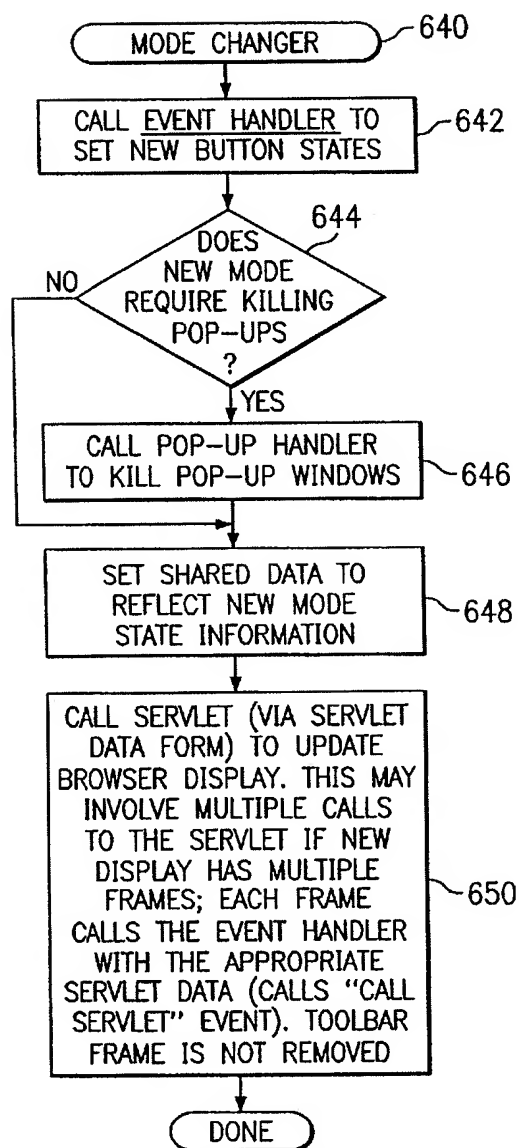 MODE CHANGER
640
CALL EVENT HANDLER TO
SET NEW BUTTON STATES
642
644
DOES
NEW MODE
REQUIRE KILLING
POP-UPS
?
NO
YES
CALL POP-UP HANDLER
TO KILL POP-UP WINDOWS
646
SET SHARED DATA TO
REFLECT NEW MODE
STATE INFORMATION
648
CALL SERVLET (VIA SERVLET
DATA FORM) TO UPDATE
BROWSER DISPLAY. THIS MAY
INVOLVE MULTIPLE CALLS
TO THE SERVLET IF NEW
DISPLAY HAS MULTIPLE
FRAMES; EACH FRAME
CALLS THE EVENT HANDLER
WITH THE APPROPRIATE
SERVLET DATA (CALLS “CALL
SERVLET” EVENT). TOOLBAR
FRAME IS NOT REMOVED
650
DONE